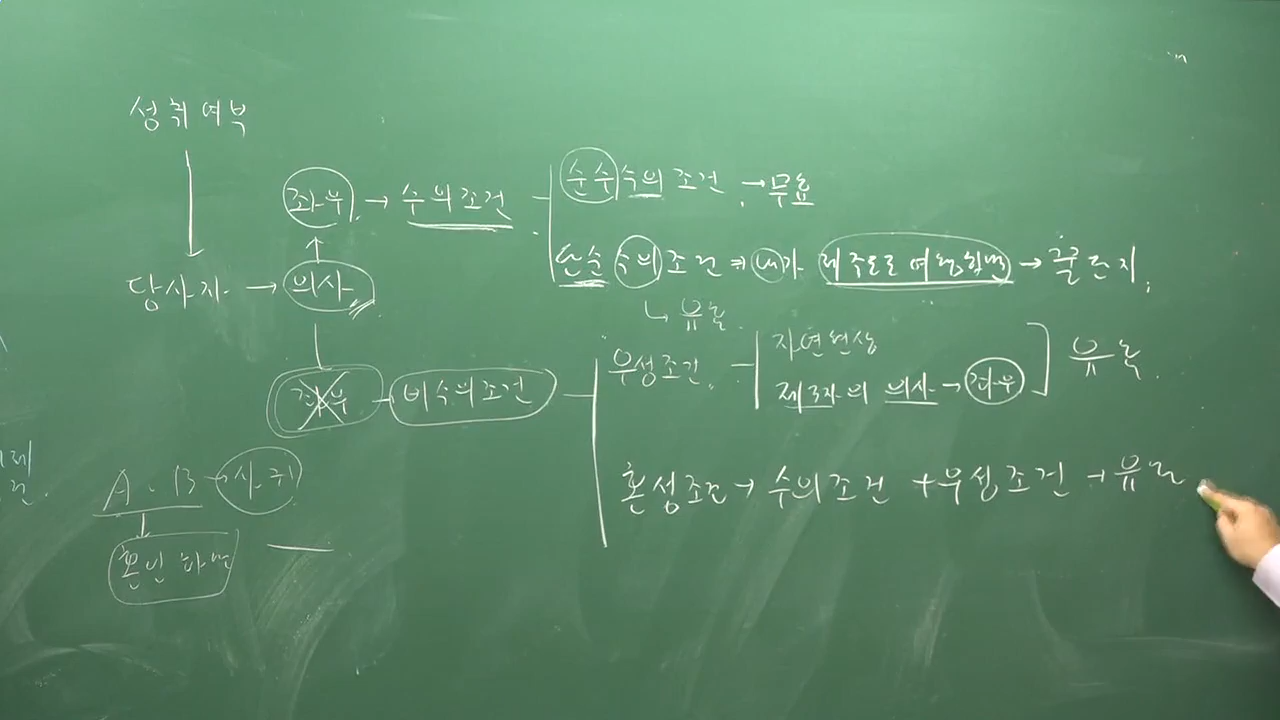 성취여부
좌우 → 수의조건
순수수의조건 → 무효
단순수의조건 ⇒ 내가 제주도로 여행하면 → 끝난지
↳ 유효
당사자 → 의사
좌우 - 비수의조건
우성조건
자연현상
제3자의 의사 → 좌우
유효
혼성조건 → 수의조건 + 우성조건 → 유효
A . B
혼인하면